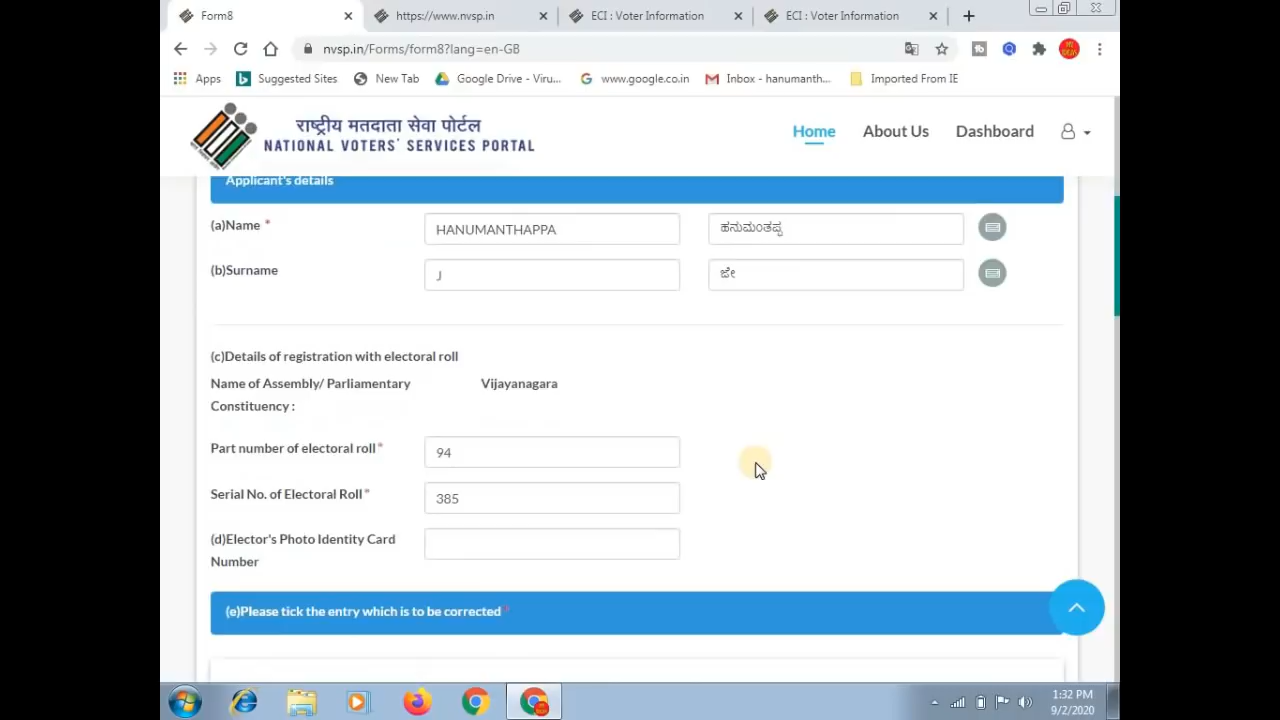 Form8
https://www.nvsp.in
ECI : Voter Information
ECI : Voter Information
nvsp.in/Forms/form8?lang=en-GB
Apps
Suggested Sites
New Tab
Google Drive - Viru...
www.google.co.in
Inbox - hanumanth...
Imported From IE
राष्ट्रीय मतदाता सेवा पोर्टल
NATIONAL VOTERS' SERVICES PORTAL
Home
About Us
Dashboard
Applicant's details
(a)Name *
HANUMANTHAPPA
ಹನುಮಂತಪ್ಪ
(b)Surname
J
ಜೇ
(c)Details of registration with electoral roll
Name of Assembly/ Parliamentary
Constituency :
Vijayanagara
Part number of electoral roll*
94
Serial No. of Electoral Roll*
385
(d)Elector's Photo Identity Card
Number
(e)Please tick the entry which is to be corrected *
1:32 PM
9/2/2020